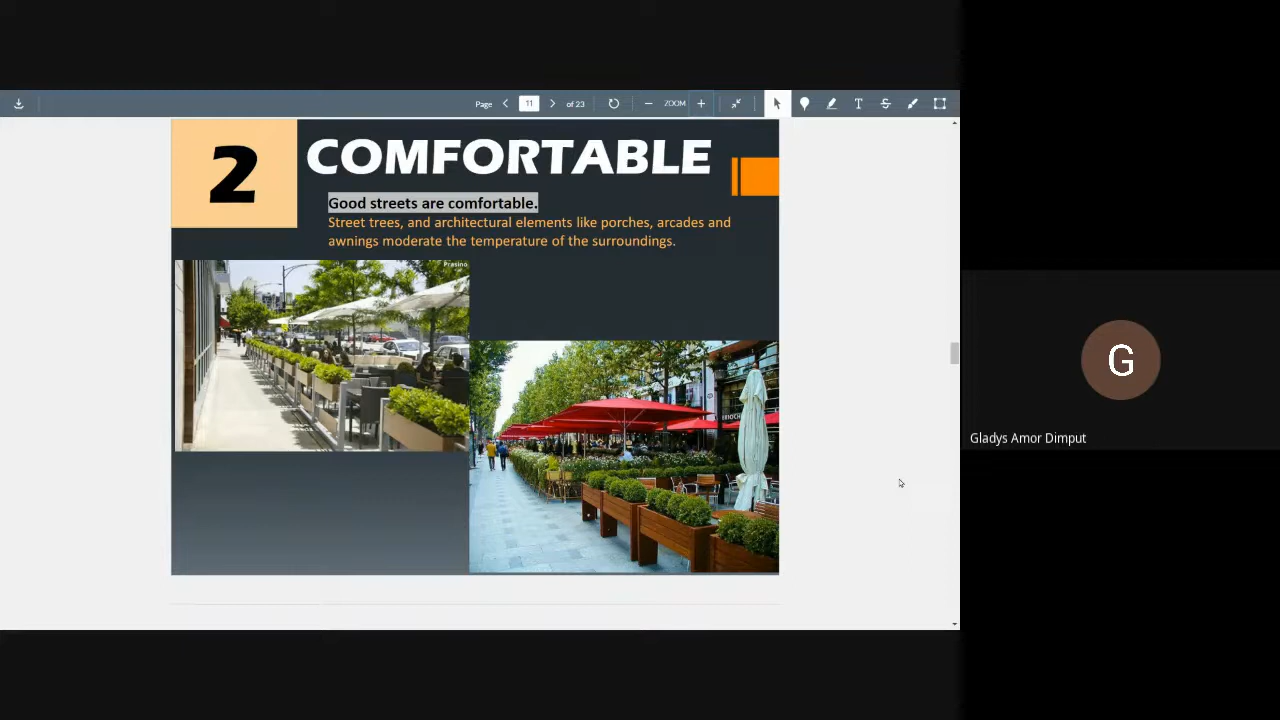 Page 11 of 23 ZOOM
2 COMFORTABLE
Good streets are comfortable.
Street trees, and architectural elements like porches, arcades and
awnings moderate the temperature of the surroundings.
Prasino
G
Gladys Amor Dimput